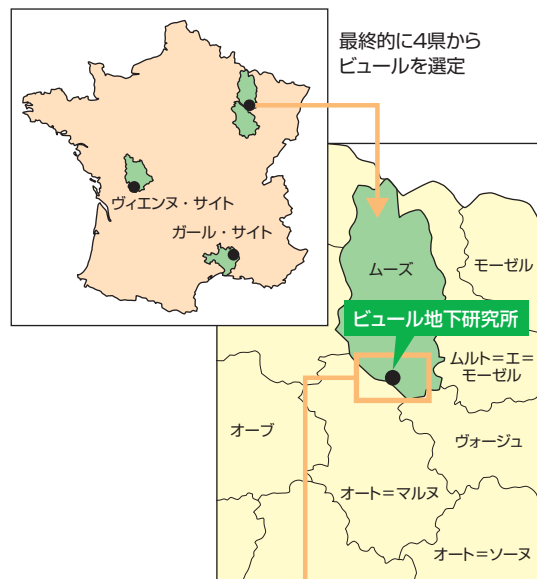 最終的に4県から
ビュールを選定
ヴィエンヌ・サイト
ガール・サイト
ムーズ
モーゼル
ビュール地下研究所
ムルト=エ=
モーゼル
オーブ
ヴォージュ
オート=マルヌ
オート=ソーヌ